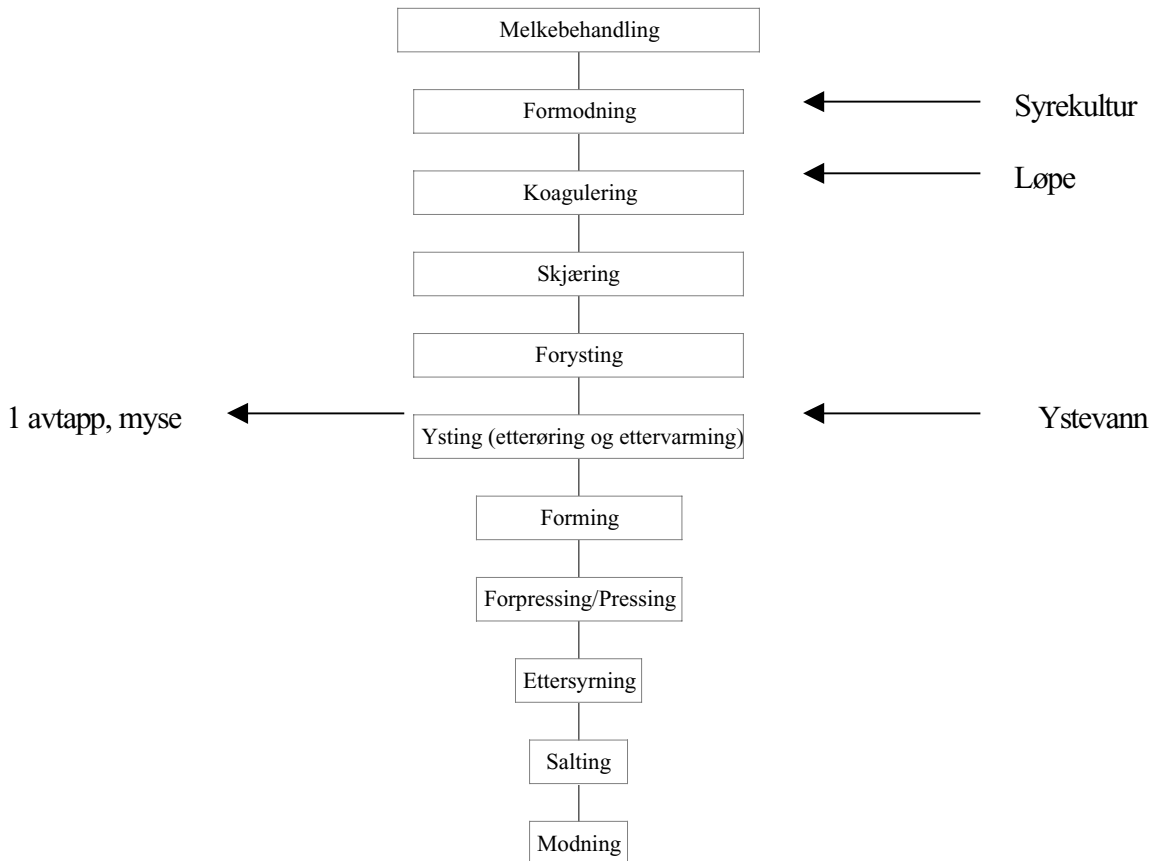 Melkebehandling
Formodning
Syrekultur
Koagulering
Løpe
Skjæring
Forysting
1 avtapp, myse
Ysting (etterøring og ettervarming)
Ystevann
Forming
Forpressing/Pressing
Ettersyrning
Salting
Modning